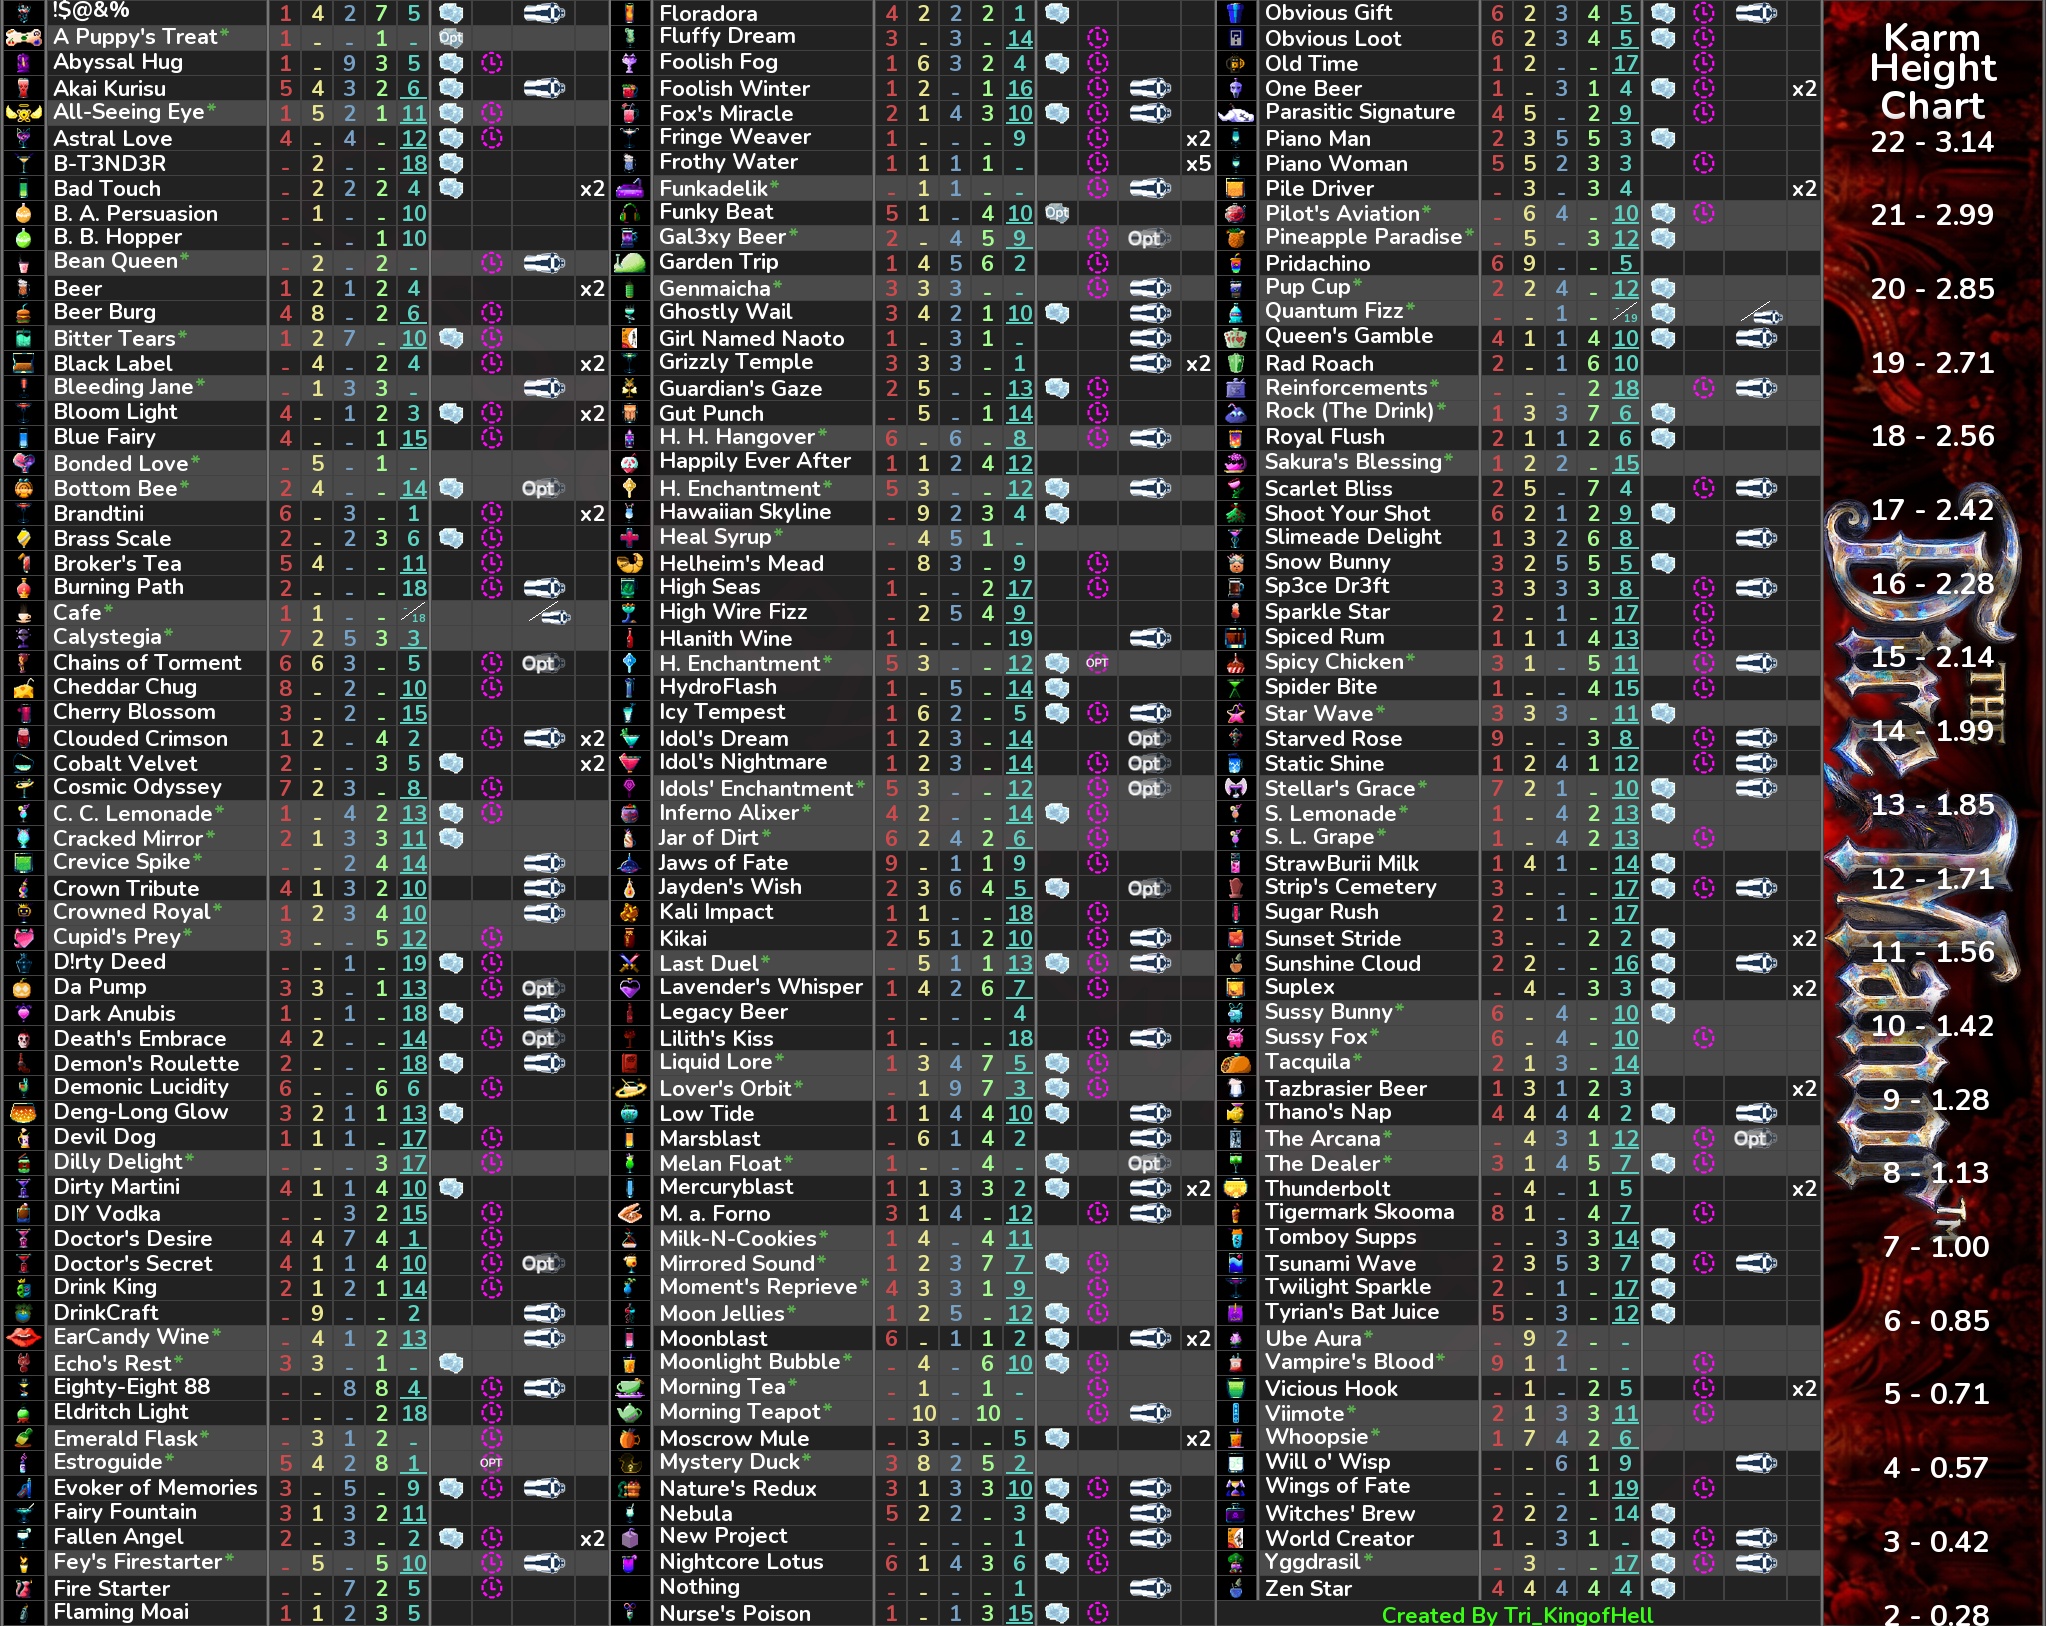 !$@&% 1 4 2 7 5
A Puppy's Treat* 1 - - 1 - Opt
Abyssal Hug 1 - 9 3 5
Akai Kurisu 5 4 3 2 6
All-Seeing Eye* 1 5 2 1 11
Astral Love 4 - 4 - 12
B-T3ND3R - 2 - - 18
Bad Touch - 2 2 2 4 x2
B. A. Persuasion - 1 - - 10
B. B. Hopper - - - 1 10
Bean Queen* - 2 - 2 -
Beer 1 2 1 2 4 x2
Beer Burg 4 8 - 2 6
Bitter Tears* 1 2 7 - 10
Black Label - 4 - 2 4 x2
Bleeding Jane* - 1 3 3 -
Bloom Light 4 - 1 2 3 x2
Blue Fairy 4 - - 1 15
Bonded Love* - 5 - 1 -
Bottom Bee* 2 4 - - 14 Opt
Brandtini 6 - 3 - 1 x2
Brass Scale 2 - 2 3 6
Broker's Tea 5 4 - - 11
Burning Path 2 - - - 18
Cafe* 1 1 - - -/18
Calystegia* 7 2 5 3 3
Chains of Torment 6 6 3 - 5 Opt
Cheddar Chug 8 - 2 - 10
Cherry Blossom 3 - 2 - 15
Clouded Crimson 1 2 - 4 2 x2
Cobalt Velvet 2 - - 3 5 x2
Cosmic Odyssey 7 2 3 - 8
C. C. Lemonade* 1 - 4 2 13
Cracked Mirror* 2 1 3 3 11
Crevice Spike* - - 2 4 14
Crown Tribute 4 1 3 2 10
Crowned Royal* 1 2 3 4 10
Cupid's Prey* 3 - - 5 12
D!rty Deed - - 1 - 19
Da Pump 3 3 - 1 13 Opt
Dark Anubis 1 - 1 - 18
Death's Embrace 4 2 - - 14 Opt
Demon's Roulette 2 - - - 18
Demonic Lucidity 6 - - 6 6
Deng-Long Glow 3 2 1 1 13
Devil Dog 1 1 1 - 17
Dilly Delight* - - - 3 17
Dirty Martini 4 1 1 4 10
DIY Vodka - - 3 2 15
Doctor's Desire 4 4 7 4 1
Doctor's Secret 4 1 1 4 10 Opt
Drink King 2 1 2 1 14
DrinkCraft - 9 - - 2
EarCandy Wine* - 4 1 2 13
Echo's Rest* 3 3 - 1 -
Eighty-Eight 88 - - 8 8 4
Eldritch Light - - - 2 18
Emerald Flask* - 3 1 2 -
Estroguide* 5 4 2 8 1 OPT
Evoker of Memories 3 - 5 - 9
Fairy Fountain 3 1 3 2 11
Fallen Angel 2 - 3 - 2 x2
Fey's Firestarter* - 5 - 5 10
Fire Starter - - 7 2 5
Flaming Moai 1 1 2 3 5
Floradora 4 2 2 2 1
Fluffy Dream 3 - 3 - 14
Foolish Fog 1 6 3 2 4
Foolish Winter 1 2 - 1 16
Fox's Miracle 2 1 4 3 10
Fringe Weaver 1 - - - 9 x2
Frothy Water 1 1 1 1 - x5
Funkadelik* - 1 1 - -
Funky Beat 5 1 - 4 10 Opt
Gal3xy Beer* 2 - 4 5 9 Opt
Garden Trip 1 4 5 6 2
Genmaicha* 3 3 3 - -
Ghostly Wail 3 4 2 1 10
Girl Named Naoto 1 - 3 1 -
Grizzly Temple 3 3 3 - 1 x2
Guardian's Gaze 2 5 - - 13
Gut Punch - 5 - 1 14
H. H. Hangover* 6 - 6 - 8
Happily Ever After 1 1 2 4 12
H. Enchantment* 5 3 - - 12
Hawaiian Skyline - 9 2 3 4
Heal Syrup* - 4 5 1 -
Helheim's Mead - 8 3 - 9
High Seas 1 - - 2 17
High Wire Fizz - 2 5 4 9
Hlanith Wine 1 - - - 19
H. Enchantment* 5 3 - - 12 OPT
HydroFlash 1 - 5 - 14
Icy Tempest 1 6 2 - 5
Idol's Dream 1 2 3 - 14 Opt
Idol's Nightmare 1 2 3 - 14 Opt
Idols' Enchantment* 5 3 - - 12 Opt
Inferno Alixer* 4 2 - - 14
Jar of Dirt* 6 2 4 2 6
Jaws of Fate 9 - 1 1 9
Jayden's Wish 2 3 6 4 5 Opt
Kali Impact 1 1 - - 18
Kikai 2 5 1 2 10
Last Duel* - 5 1 1 13
Lavender's Whisper 1 4 2 6 7
Legacy Beer - - - - 4
Lilith's Kiss 1 - - - 18
Liquid Lore* 1 3 4 7 5
Lover's Orbit* - 1 9 7 3
Low Tide 1 1 4 4 10
Marsblast - 6 1 4 2
Melan Float* 1 - - 4 - Opt
Mercuryblast 1 1 3 3 2 x2
M. a. Forno 3 1 4 - 12
Milk-N-Cookies* 1 4 - 4 11
Mirrored Sound* 1 2 3 7 7
Moment's Reprieve* 4 3 3 1 9
Moon Jellies* 1 2 5 - 12
Moonblast 6 - 1 1 2 x2
Moonlight Bubble* - 4 - 6 10
Morning Tea* - 1 - 1 -
Morning Teapot* - 10 - 10 -
Moscrow Mule - 3 - - 5 x2
Mystery Duck* 3 8 2 5 2
Nature's Redux 3 1 3 3 10
Nebula 5 2 2 - 3
New Project - - - - 1
Nightcore Lotus 6 1 4 3 6
Nothing - - - - 1
Nurse's Poison 1 - 1 3 15
Obvious Gift 6 2 3 4 5
Obvious Loot 6 2 3 4 5
Old Time 1 2 - - 17
One Beer 1 - 3 1 4 x2
Parasitic Signature 4 5 - 2 9
Piano Man 2 3 5 5 3
Piano Woman 5 5 2 3 3
Pile Driver - 3 - 3 4 x2
Pilot's Aviation* - 6 4 - 10
Pineapple Paradise* - 5 - 3 12
Pridachino 6 9 - - 5
Pup Cup* 2 2 4 - 12
Quantum Fizz* - - 1 - -/19
Queen's Gamble 4 1 1 4 10
Rad Roach 2 - 1 6 10
Reinforcements* - - - 2 18
Rock (The Drink)* 1 3 3 7 6
Royal Flush 2 1 1 2 6
Sakura's Blessing* 1 2 2 - 15
Scarlet Bliss 2 5 - 7 4
Shoot Your Shot 6 2 1 2 9
Slimeade Delight 1 3 2 6 8
Snow Bunny 3 2 5 5 5
Sp3ce Dr3ft 3 3 3 3 8
Sparkle Star 2 - 1 - 17
Spiced Rum 1 1 1 4 13
Spicy Chicken* 3 1 - 5 11
Spider Bite 1 - - 4 15
Star Wave* 3 3 3 - 11
Starved Rose 9 - - 3 8
Static Shine 1 2 4 1 12
Stellar's Grace* 7 2 1 - 10
S. Lemonade* 1 - 4 2 13
S. L. Grape* 1 - 4 2 13
StrawBurii Milk 1 4 1 - 14
Strip's Cemetery 3 - - - 17
Sugar Rush 2 - 1 - 17
Sunset Stride 3 - - 2 2 x2
Sunshine Cloud 2 2 - - 16
Suplex - 4 - 3 3 x2
Sussy Bunny* 6 - 4 - 10
Sussy Fox* 6 - 4 - 10
Tacquila* 2 1 3 - 14
Tazbrasier Beer 1 3 1 2 3 x2
Thano's Nap 4 4 4 4 2
The Arcana* - 4 3 1 12 Opt
The Dealer* 3 1 4 5 7
Thunderbolt - 4 - 1 5 x2
Tigermark Skooma 8 1 - 4 7
Tomboy Supps - - 3 3 14
Tsunami Wave 2 3 5 3 7
Twilight Sparkle 2 - 1 - 17
Tyrian's Bat Juice 5 - 3 - 12
Ube Aura* - 9 2 - -
Vampire's Blood* 9 1 1 - -
Vicious Hook - 1 - 2 5 x2
Viimote* 2 1 3 3 11
Whoopsie* 1 7 4 2 6
Will o' Wisp - - 6 1 9
Wings of Fate - - - 1 19
Witches' Brew 2 2 2 - 14
World Creator 1 - 3 1 -
Yggdrasil* - 3 - - 17
Zen Star 4 4 4 4 4
Created By Tri_KingofHell
Karm
Height
Chart
22 - 3.14
21 - 2.99
20 - 2.85
19 - 2.71
18 - 2.56
17 - 2.42
16 - 2.28
15 - 2.14
14 - 1.99
13 - 1.85
12 - 1.71
11 - 1.56
10 - 1.42
9 - 1.28
8 - 1.13
7 - 1.00
6 - 0.85
5 - 0.71
4 - 0.57
3 - 0.42
2 - 0.28
THE
TM